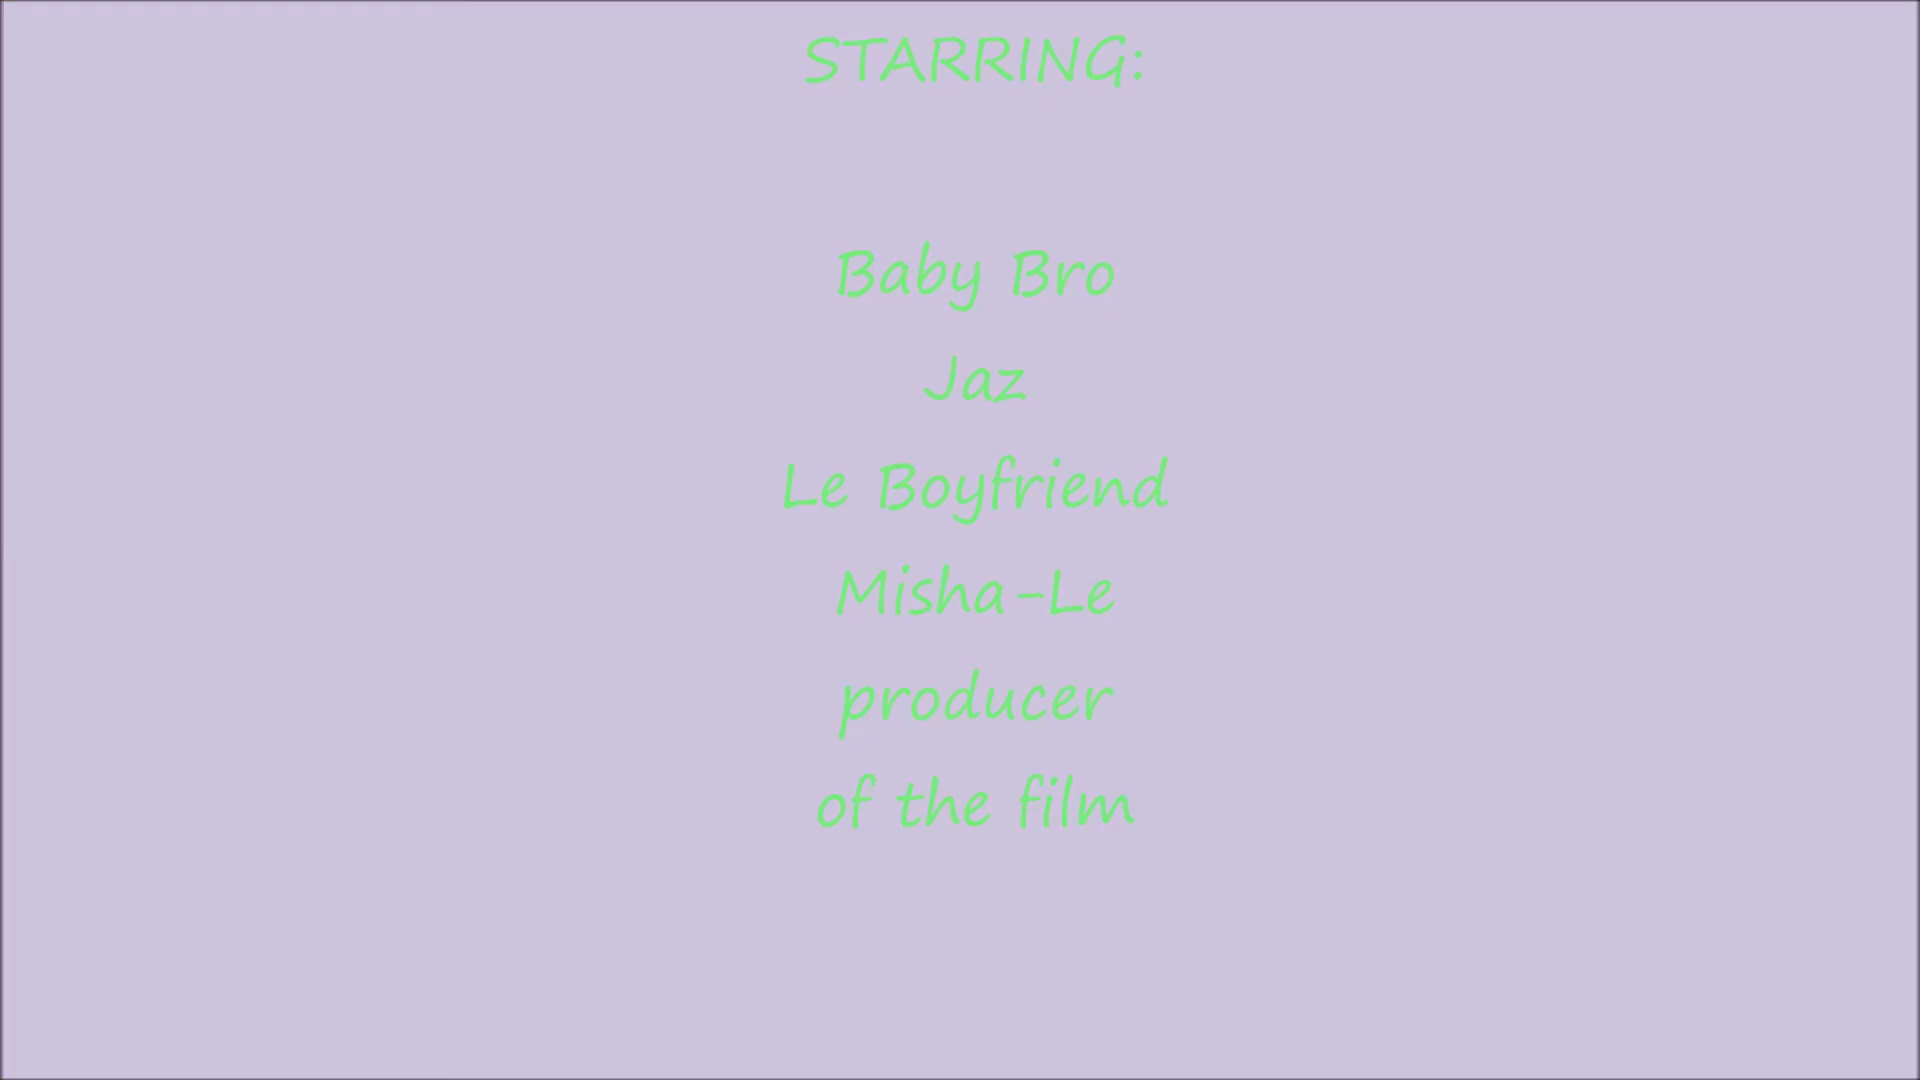 STARRING:
Baby Bro
Jaz
Le Boyfriend
Misha-Le
producer
of the film